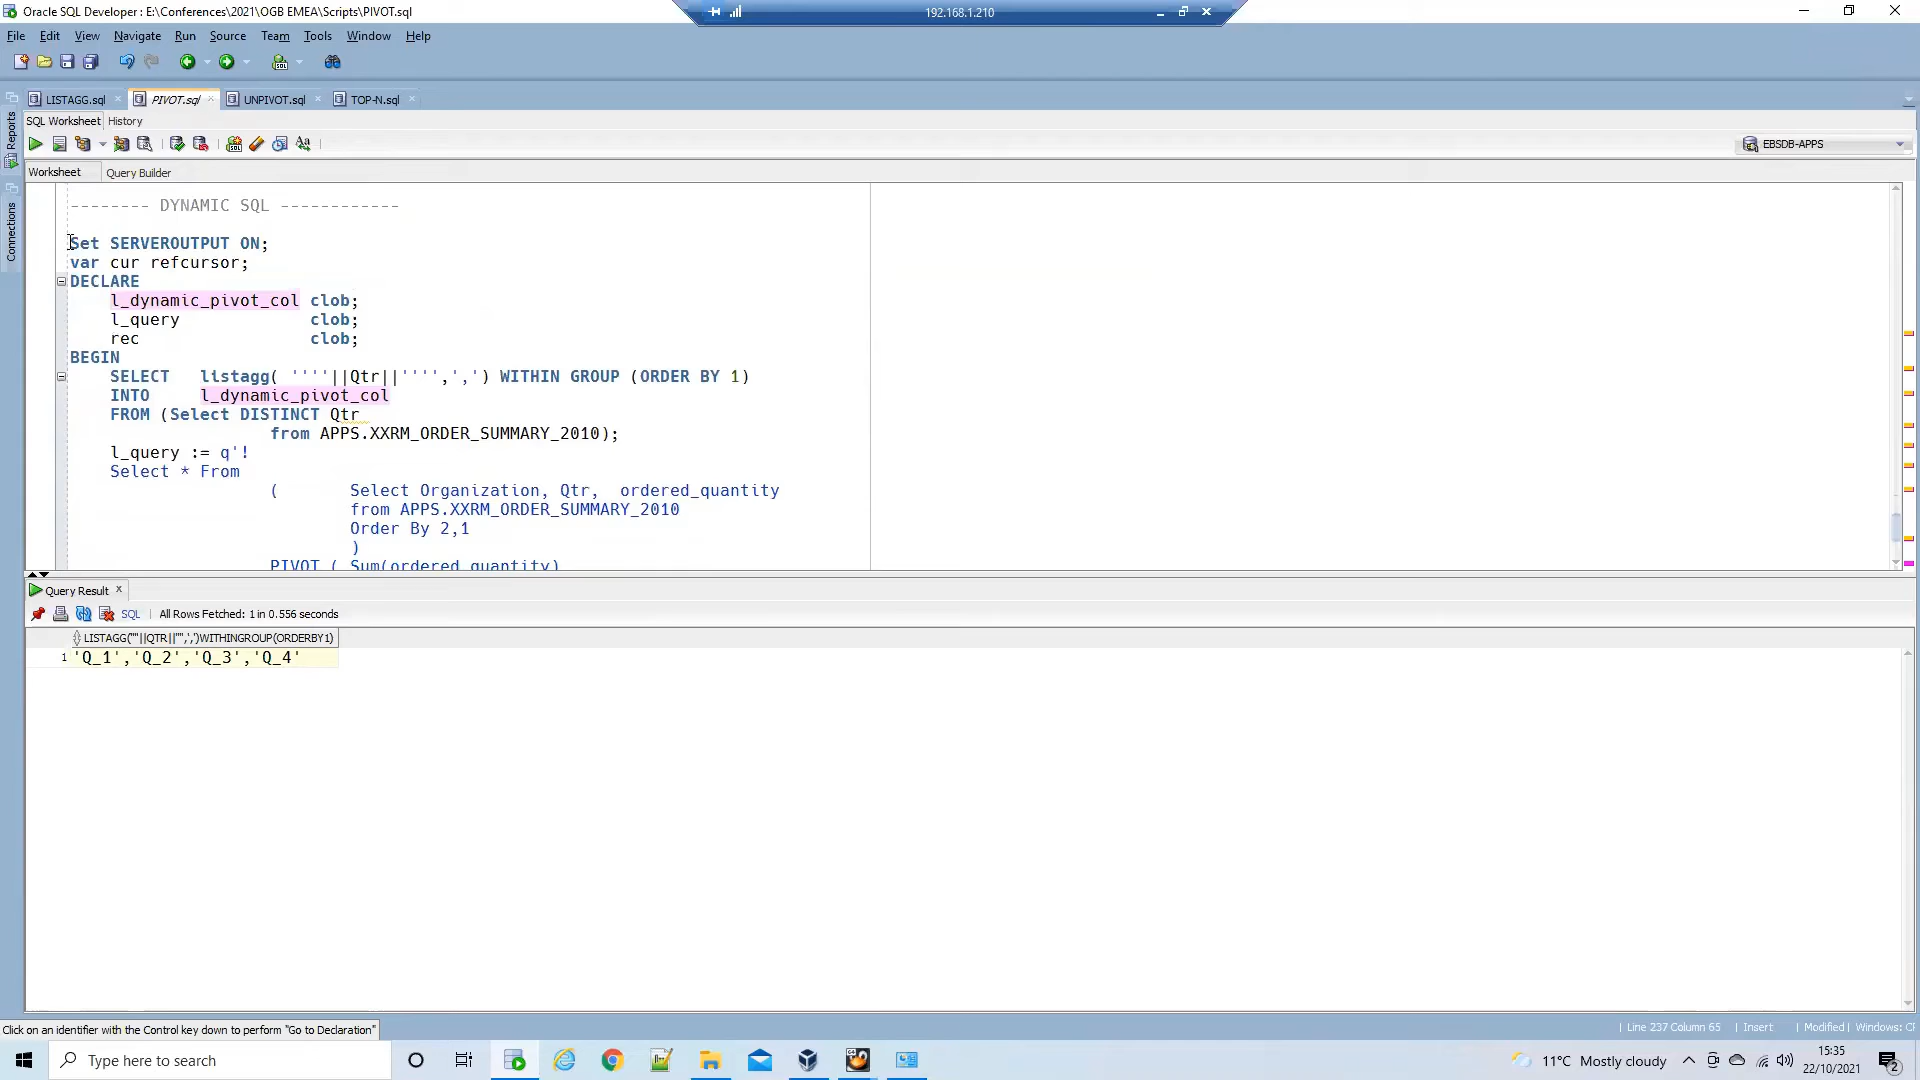 Oracle SQL Developer : E:\Conferences\2021\OGB EMEA\Scripts\PIVOT.sql
192.168.1.210
File Edit View Navigate Run Source Team Tools Window Help
LISTAGG.sql PIVOT.sql UNPIVOT.sql TOP-N.sql
Reports
Connections
SQL Worksheet History
EBSDB-APPS
Worksheet Query Builder
-------- DYNAMIC SQL ------------
Set SERVEROUTPUT ON;
var cur refcursor;
DECLARE
l_dynamic_pivot_col clob;
l_query clob;
rec clob;
BEGIN
SELECT listagg( ''''||Qtr||'''',',') WITHIN GROUP (ORDER BY 1)
INTO l_dynamic_pivot_col
FROM (Select DISTINCT Qtr
from APPS.XXRM_ORDER_SUMMARY_2010);
l_query := q'!
Select * From
( Select Organization, Qtr, ordered_quantity
from APPS.XXRM_ORDER_SUMMARY_2010
Order By 2,1
)
PIVOT ( Sum(ordered_quantity)
Query Result
SQL | All Rows Fetched: 1 in 0.556 seconds
LISTAGG(''''||QTR||'''',',')WITHINGROUP(ORDERBY1)
1 'Q_1','Q_2','Q_3','Q_4'
Click on an identifier with the Control key down to perform "Go to Declaration"
Line 237 Column 65 | Insert | Modified | Windows: CF
Type here to search
11°C Mostly cloudy
15:35
22/10/2021
2